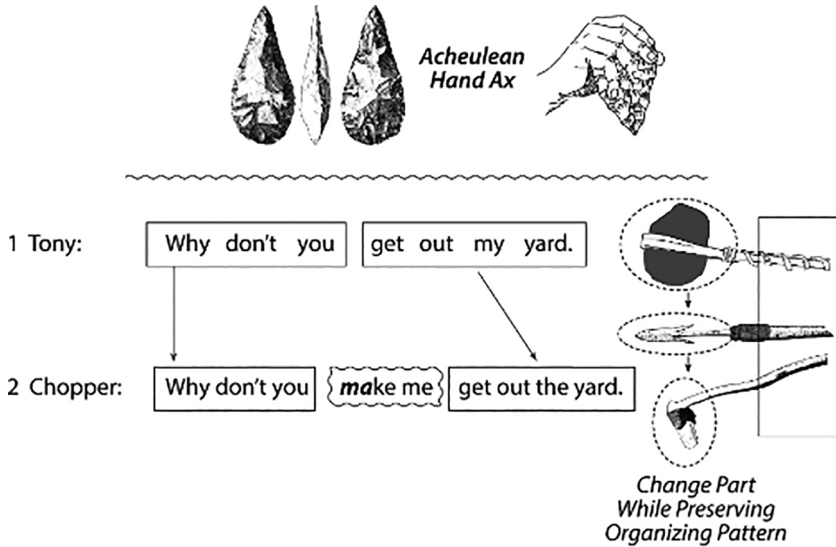 Acheulean
Hand Ax
1 Tony: Why don't you get out my yard.
2 Chopper: Why don't you make me get out the yard.
Change Part
While Preserving
Organizing Pattern